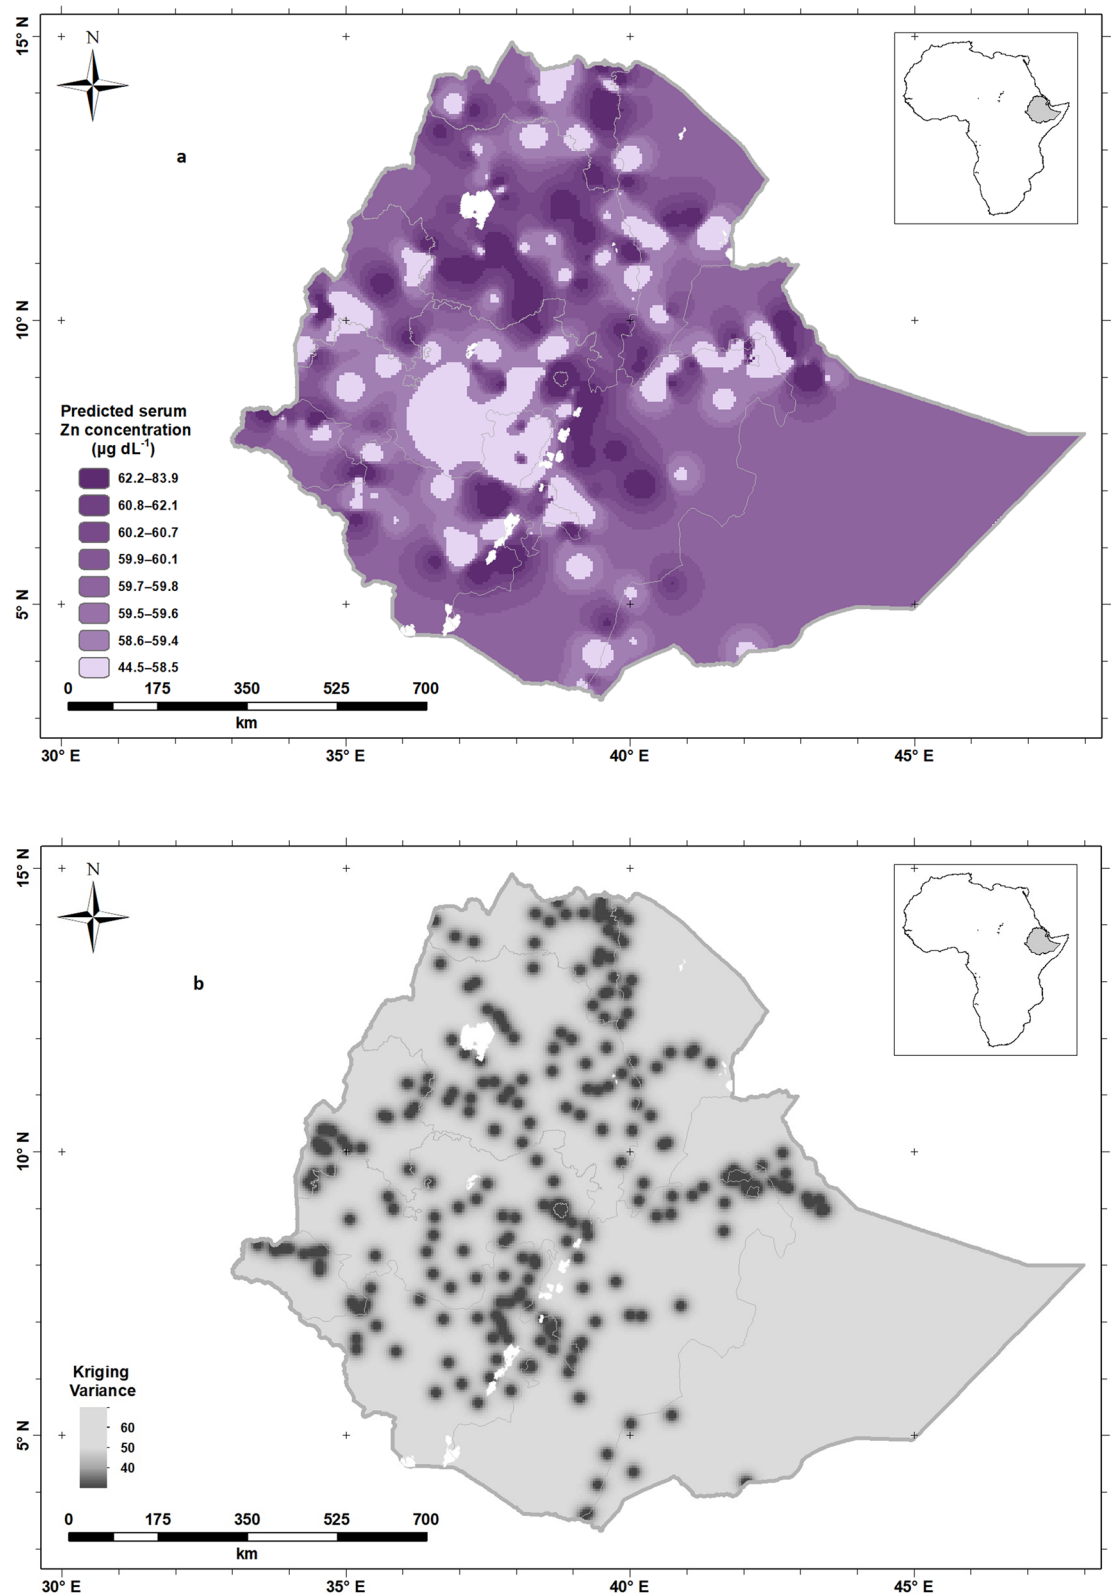 N
a
15° N
10° N
5° N
Predicted serum
Zn concentration
(µg dL-1)
62.2–83.9
60.8–62.1
60.2–60.7
59.9–60.1
59.7–59.8
59.5–59.6
58.6–59.4
44.5–58.5
0 175 350 525 700
km
30° E 35° E 40° E 45° E
N
b
15° N
10° N
5° N
Kriging
Variance
60
50
40
0 175 350 525 700
km
30° E 35° E 40° E 45° E